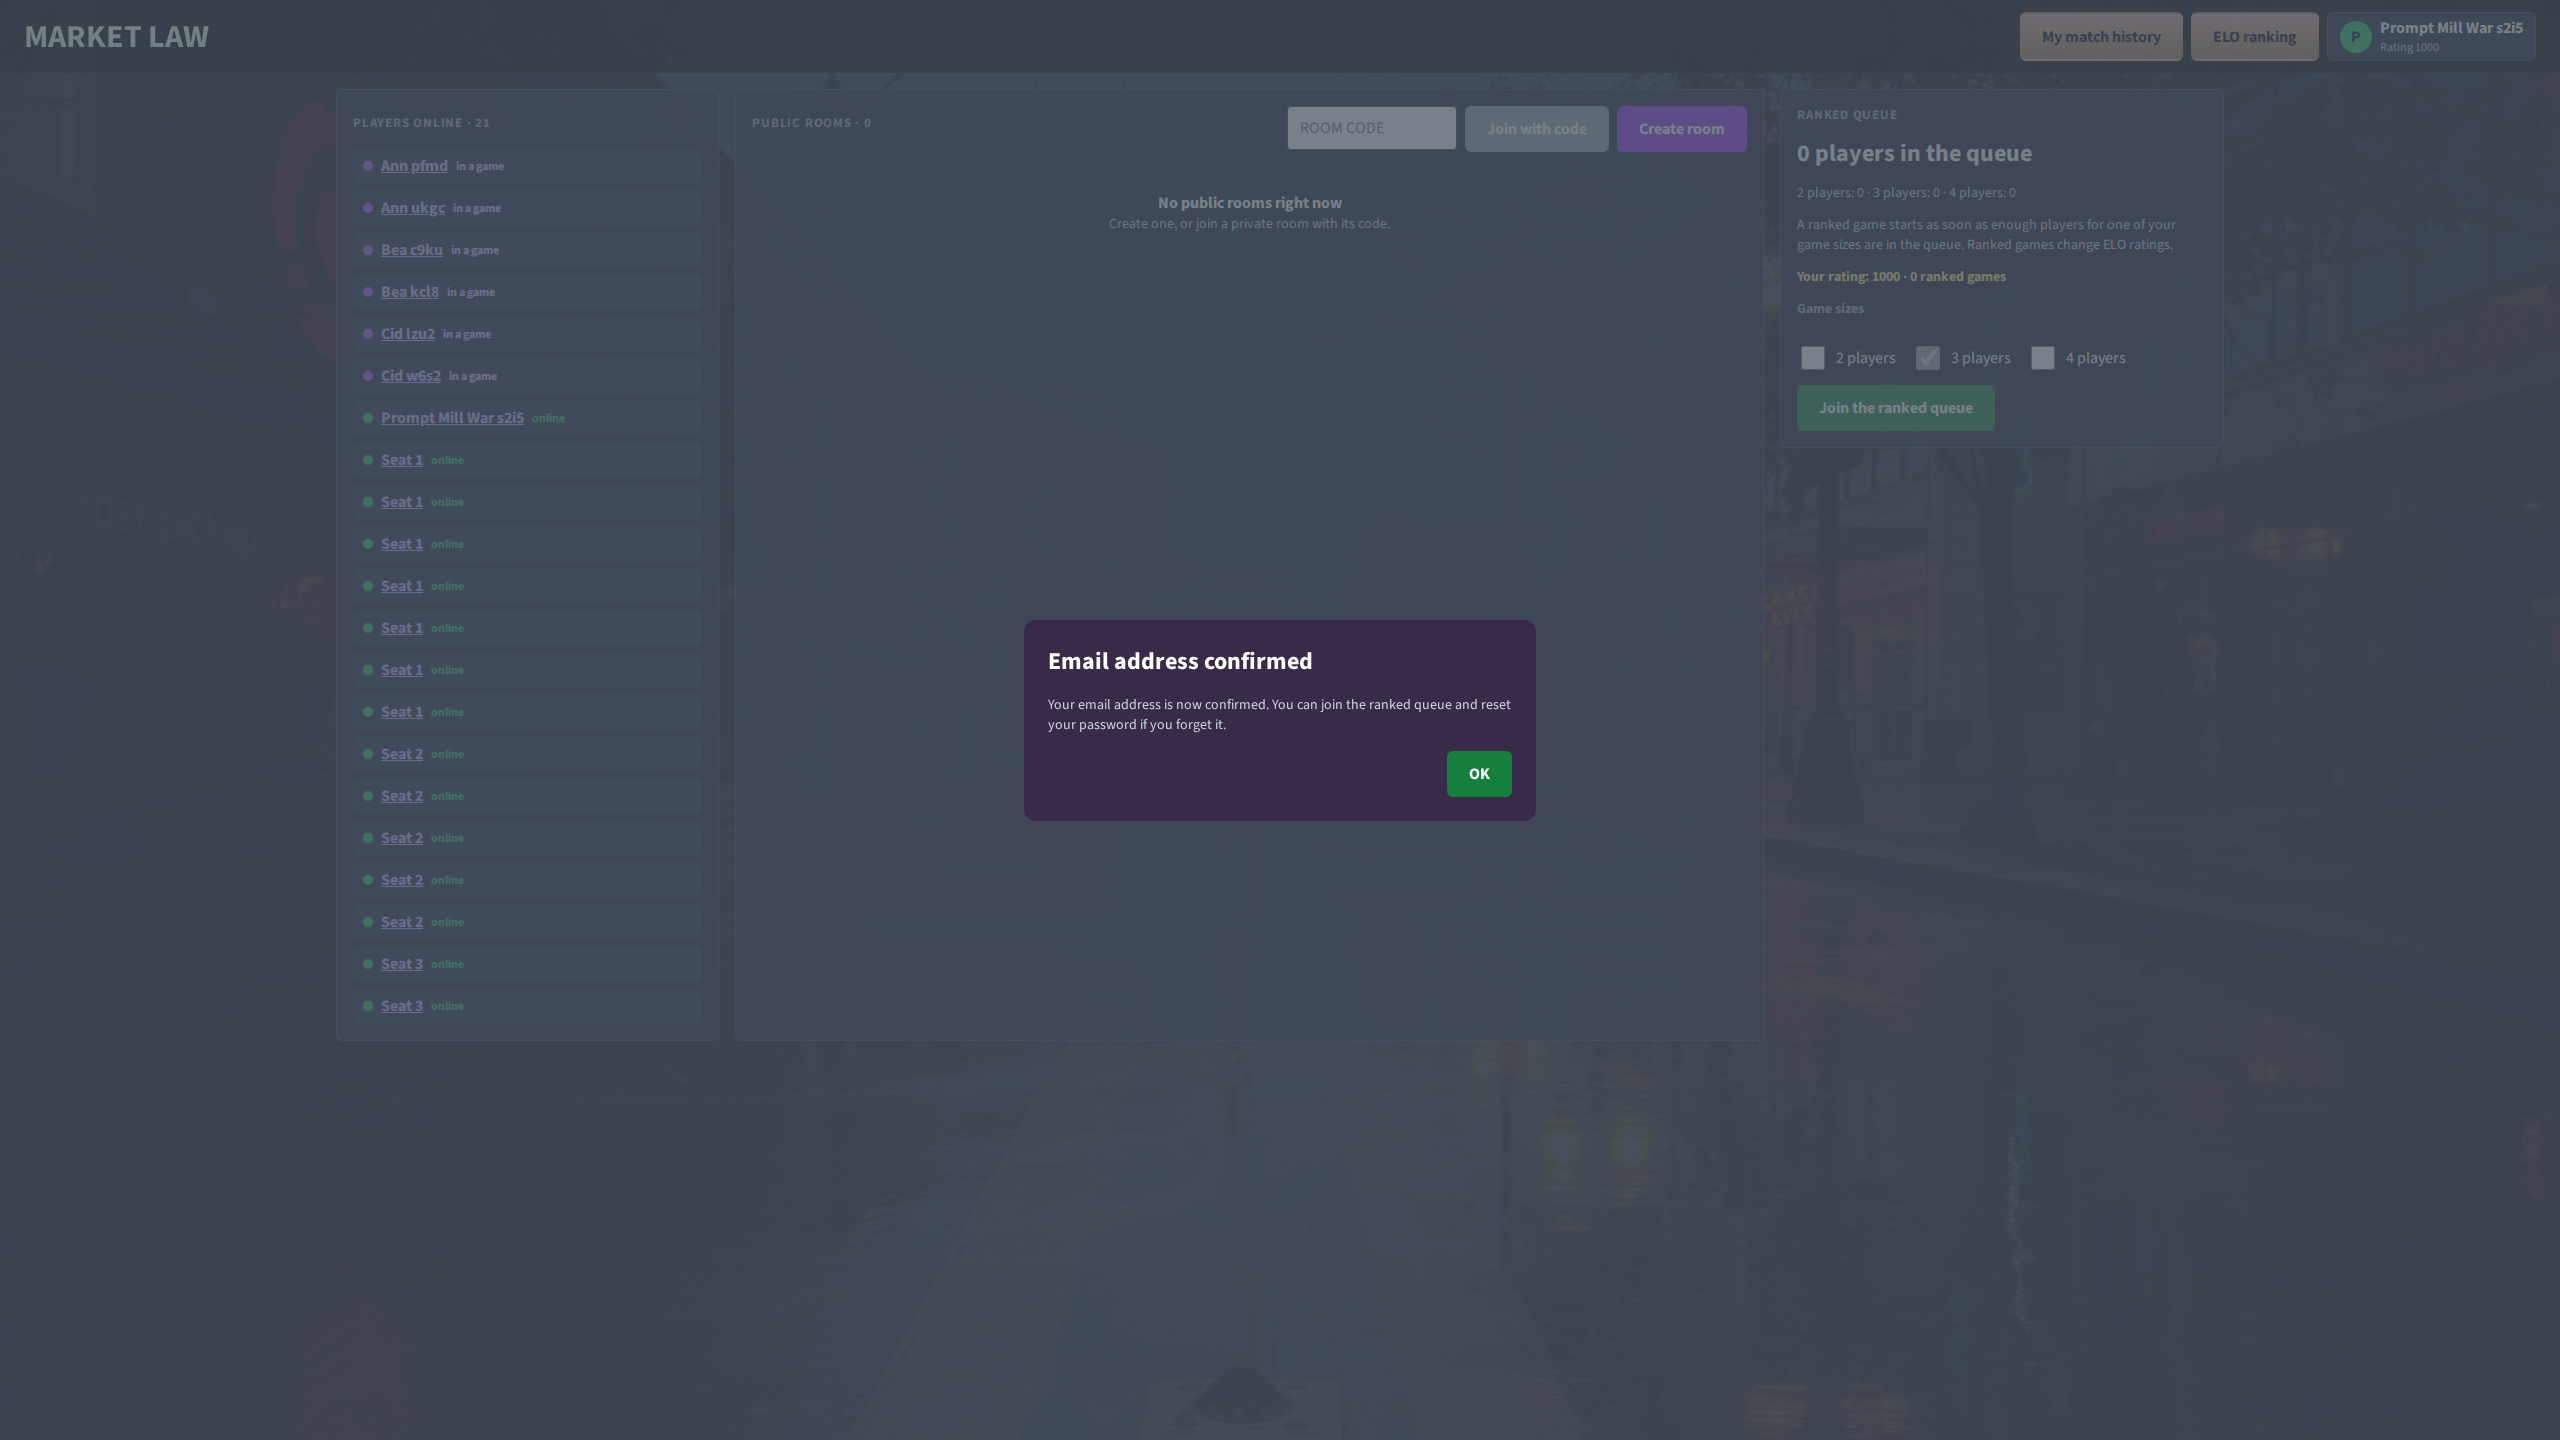 MARKET LAW
My match history
ELO ranking
P
Prompt Mill War s2i5
Rating 1000
PLAYERS ONLINE · 21
Ann pfmd in a game
Ann ukgc in a game
Bea c9ku in a game
Bea kcl8 in a game
Cid lzu2 in a game
Cid w6s2 in a game
Prompt Mill War s2i5 online
Seat 1 online
Seat 1 online
Seat 1 online
Seat 1 online
Seat 1 online
Seat 1 online
Seat 1 online
Seat 2 online
Seat 2 online
Seat 2 online
Seat 2 online
Seat 2 online
Seat 3 online
Seat 3 online
PUBLIC ROOMS · 0
ROOM CODE
Join with code
Create room
No public rooms right now
Create one, or join a private room with its code.
RANKED QUEUE
0 players in the queue
2 players: 0 · 3 players: 0 · 4 players: 0
A ranked game starts as soon as enough players for one of your
game sizes are in the queue. Ranked games change ELO ratings.
Your rating: 1000 · 0 ranked games
Game sizes
2 players
3 players
4 players
Join the ranked queue
Email address confirmed
Your email address is now confirmed. You can join the ranked queue and reset
your password if you forget it.
OK
order pickup